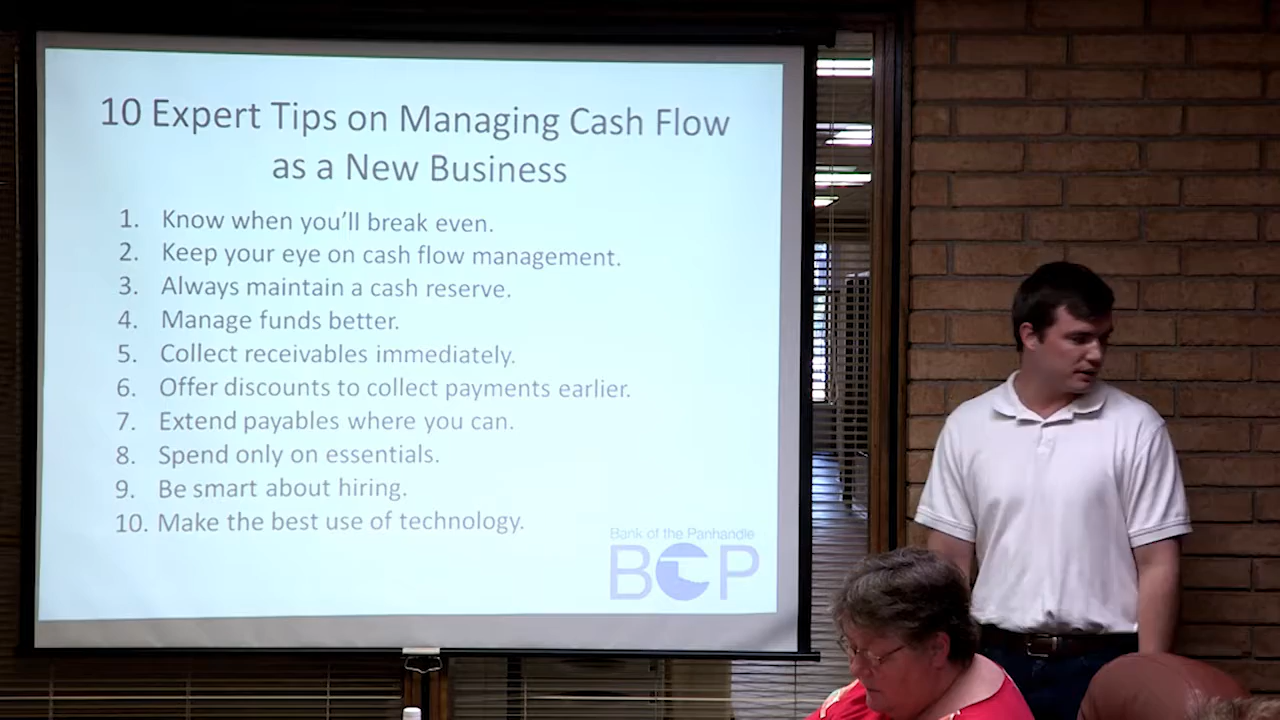 10 Expert Tips on Managing Cash Flow
as a New Business
1. Know when you'll break even.
2. Keep your eye on cash flow management.
3. Always maintain a cash reserve.
4. Manage funds better.
5. Collect receivables immediately.
6. Offer discounts to collect payments earlier.
7. Extend payables where you can.
8. Spend only on essentials.
9. Be smart about hiring.
10. Make the best use of technology.
Bank of the Panhandle
BOP